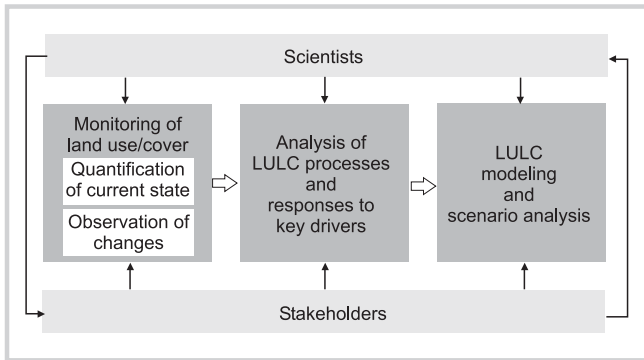 Scientists
Monitoring of
land use/cover
Quantification
of current state
Observation of
changes
Analysis of
LULC processes
and
responses to
key drivers
LULC
modeling
and
scenario analysis
Stakeholders